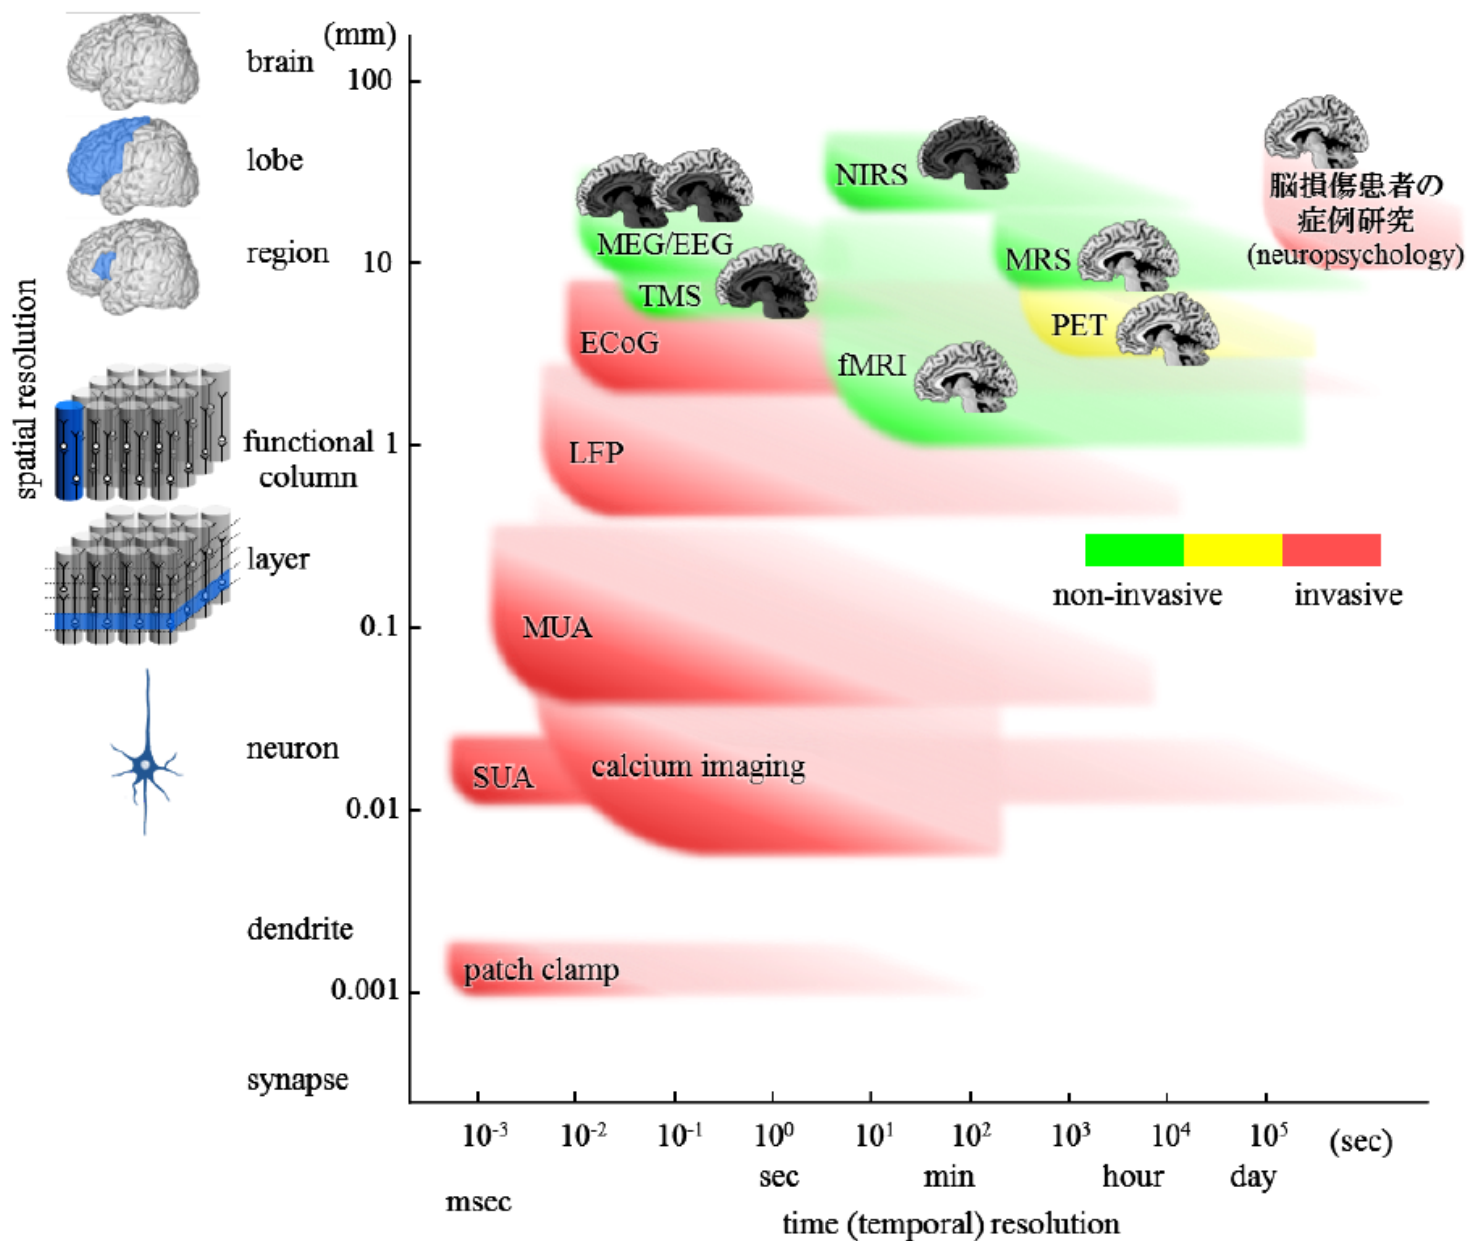 (mm)
brain
100
lobe
NIRS
脳損傷患者の
症例研究
(neuropsychology)
region
MEG/EEG
10
MRS
TMS
PET
ECoG
fMRI
spatial resolution
functional
column
1
LFP
layer
non-invasive
invasive
0.1
MUA
neuron
SUA
calcium imaging
0.01
dendrite
patch clamp
0.001
synapse
10⁻³ 10⁻² 10⁻¹ 10⁰ 10¹ 10² 10³ 10⁴ 10⁵ (sec)
msec sec min hour day
time (temporal) resolution